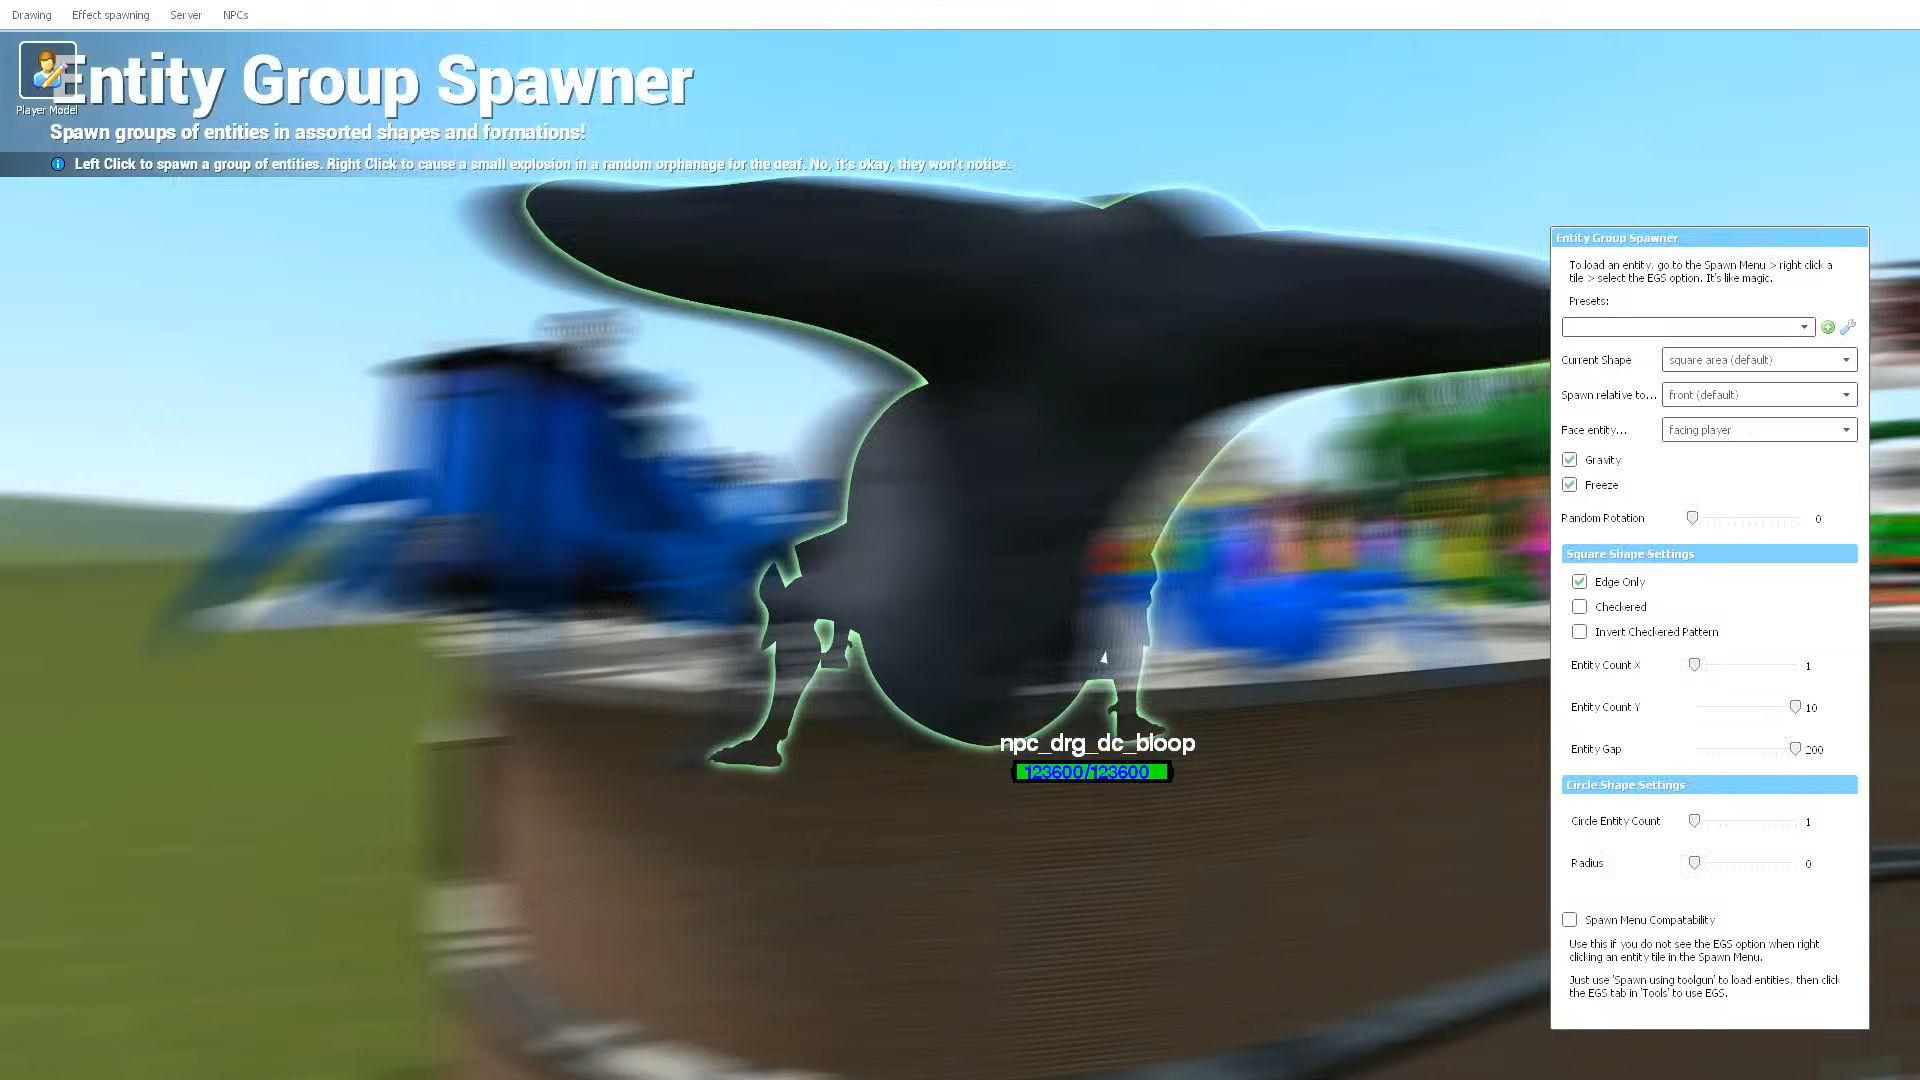 Drawing Effect spawning Server NPCs
Entity Group Spawner
Player Model
Spawn groups of entities in assorted shapes and formations!
Left Click to spawn a group of entities. Right Click to cause a small explosion in a random orphanage for the deaf. No, it's okay, they won't notice.
npc_drg_dc_bloop
123600/123600
Entity Group Spawner
To load an entity, go to the Spawn Menu > right click a
tile > select the EGS option. It's like magic.
Presets:
Current Shape square area (default)
Spawn relative to... front (default)
Face entity... facing player
Gravity
Freeze
Random Rotation 0
Square Shape Settings
Edge Only
Checkered
Invert Checkered Pattern
Entity Count X 1
Entity Count Y 10
Entity Gap 200
Circle Shape Settings
Circle Entity Count 1
Radius 0
Spawn Menu Compatability
Use this if you do not see the EGS option when right
clicking an entity tile in the Spawn Menu.
Just use 'Spawn using toolgun' to load entities, then click
the EGS tab in 'Tools' to use EGS.